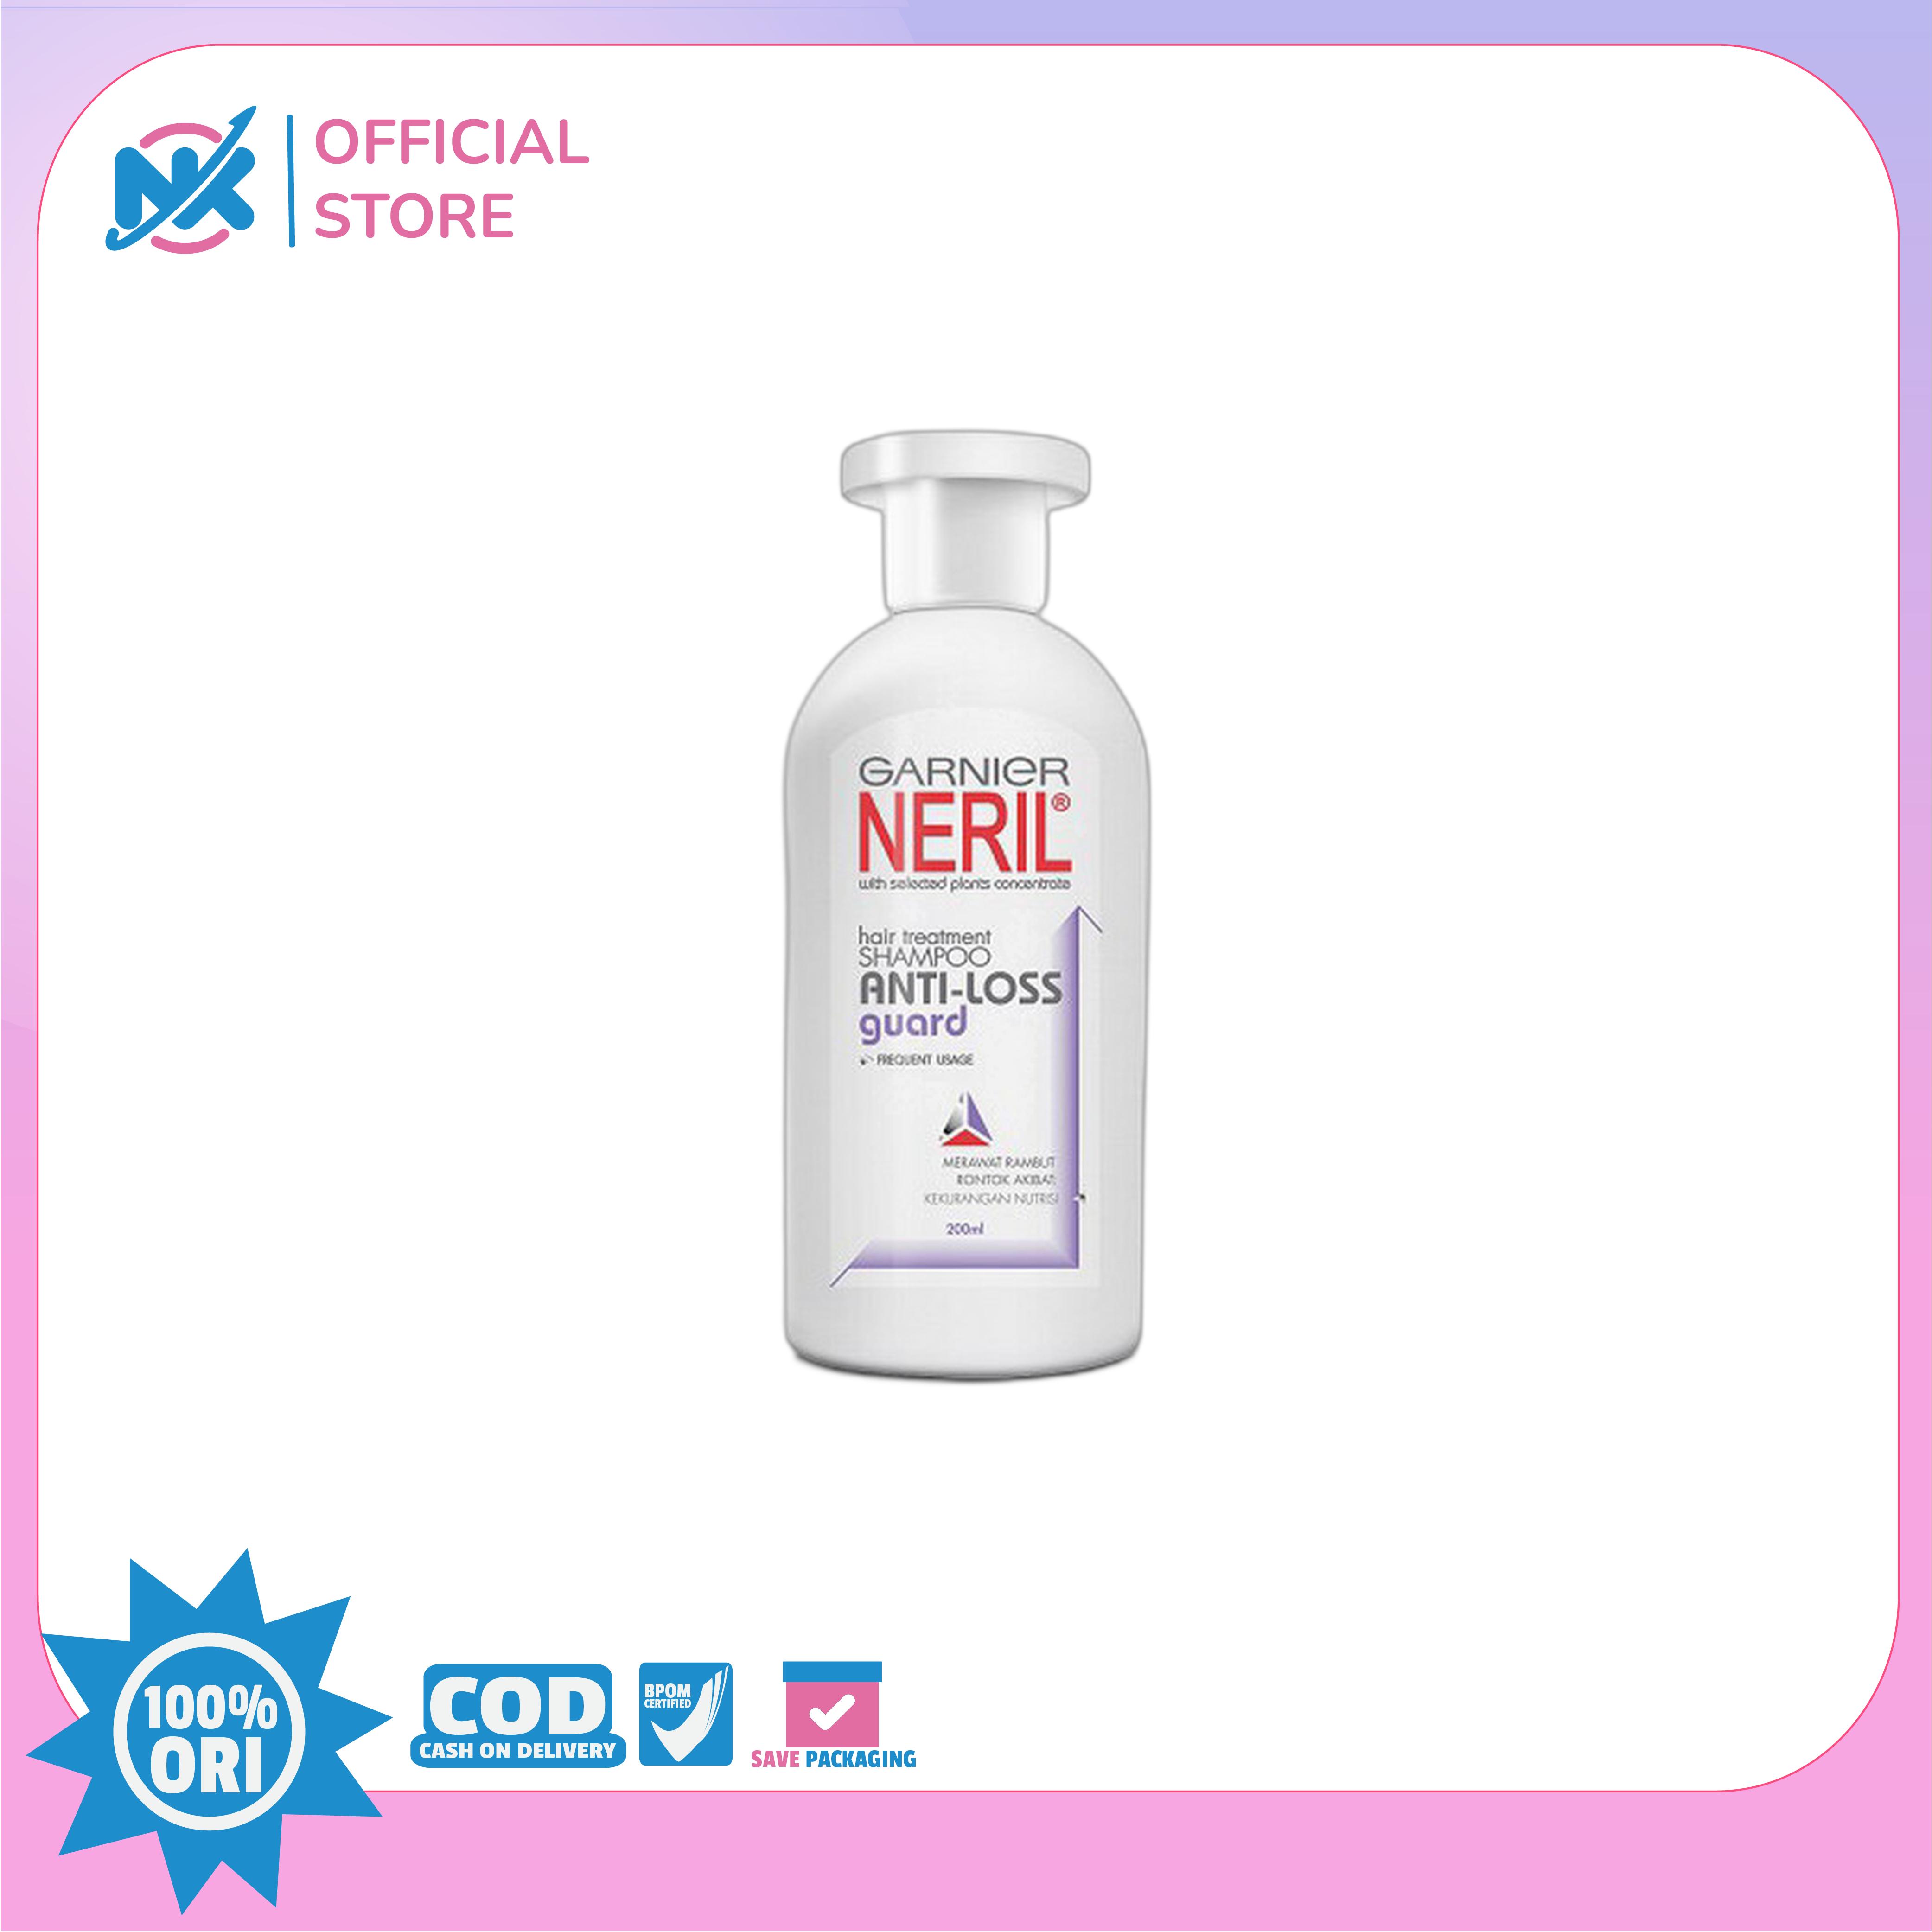 NK
OFFICIAL
STORE
GARNIER
NERIL®
with selected plants concentrate
hair treatment
SHAMPOO
ANTI-LOSS
guard
FREQUENT USAGE
MERAWAT RAMBUT
RONTOK AKIBAT:
KEKURANGAN NUTRISI
200ml
100%
ORI
COD
CASH ON DELIVERY
BPOM
CERTIFIED
SAVE PACKAGING